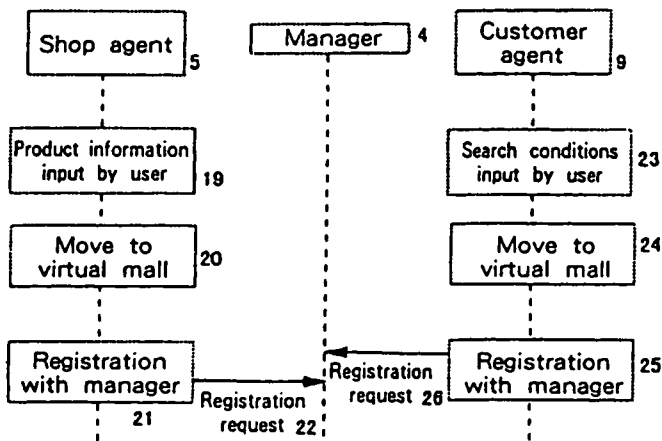 Shop agent
5
Manager
4
Customer
agent
9
Product information
input by user
19
Search conditions
input by user
23
Move to
virtual mall
20
Move to
virtual mall
24
Registration
with manager
21
Registration
request 22
Registration
request 26
Registration
with manager
25